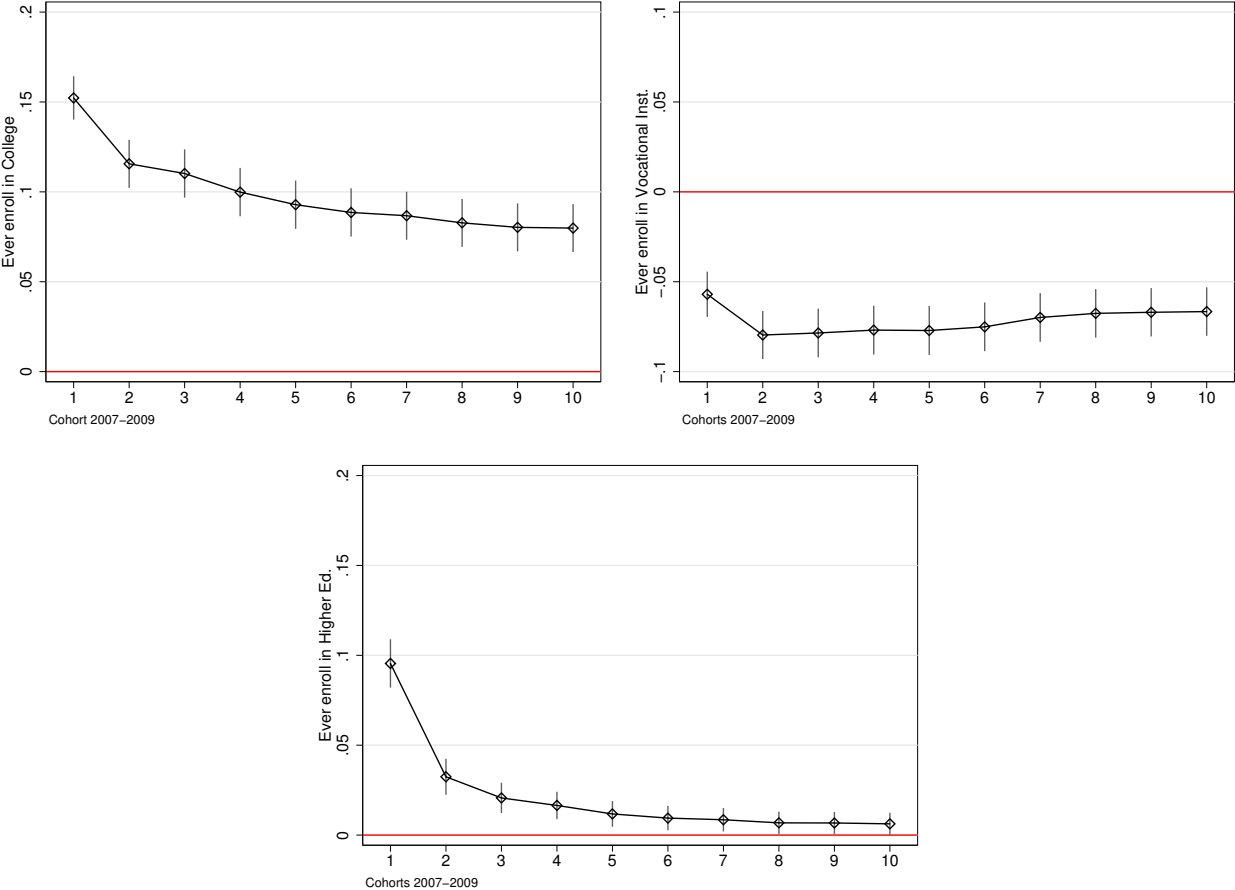 Ever enroll in College
.2
.15
.1
.05
0
1 2 3 4 5 6 7 8 9 10
Cohort 2007−2009
Ever enroll in Vocational Inst.
.1
.05
0
−.05
−.1
1 2 3 4 5 6 7 8 9 10
Cohorts 2007−2009
Ever enroll in Higher Ed.
.2
.15
.1
.05
0
1 2 3 4 5 6 7 8 9 10
Cohorts 2007−2009